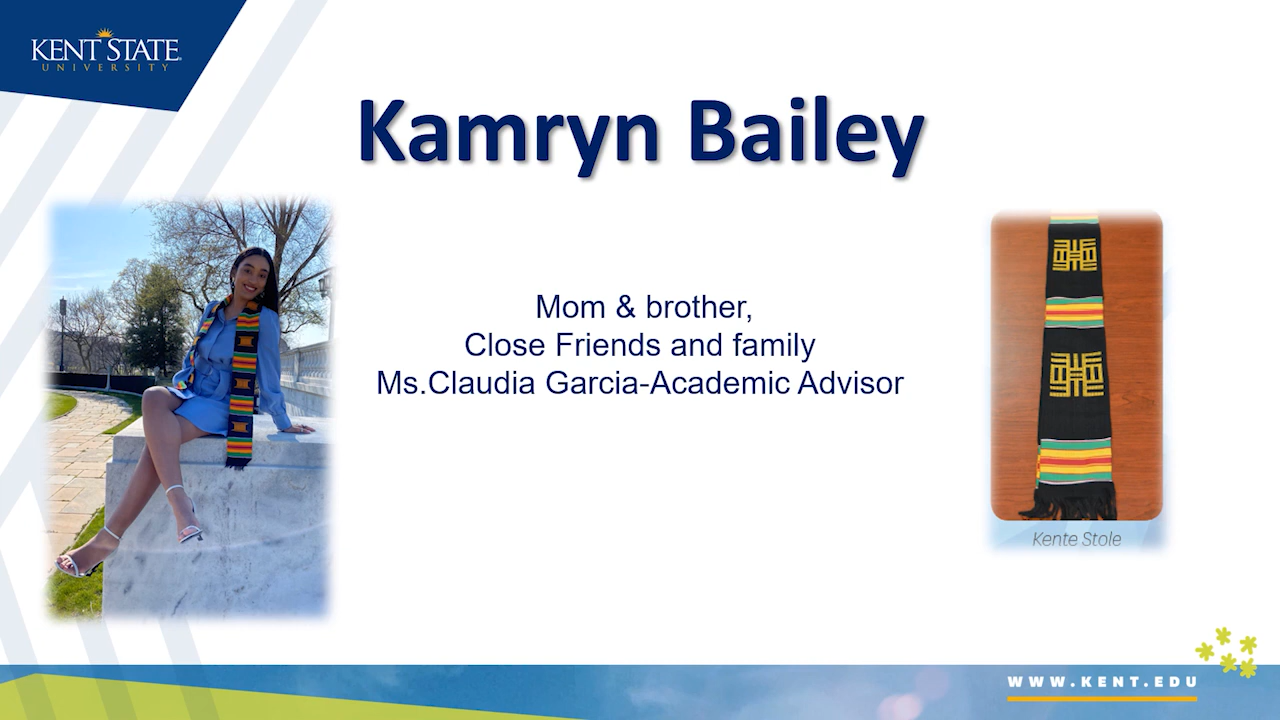 KENT STATE
UNIVERSITY
Kamryn Bailey
Mom & brother,
Close Friends and family
Ms.Claudia Garcia-Academic Advisor
Kente Stole
WWW.KENT.EDU